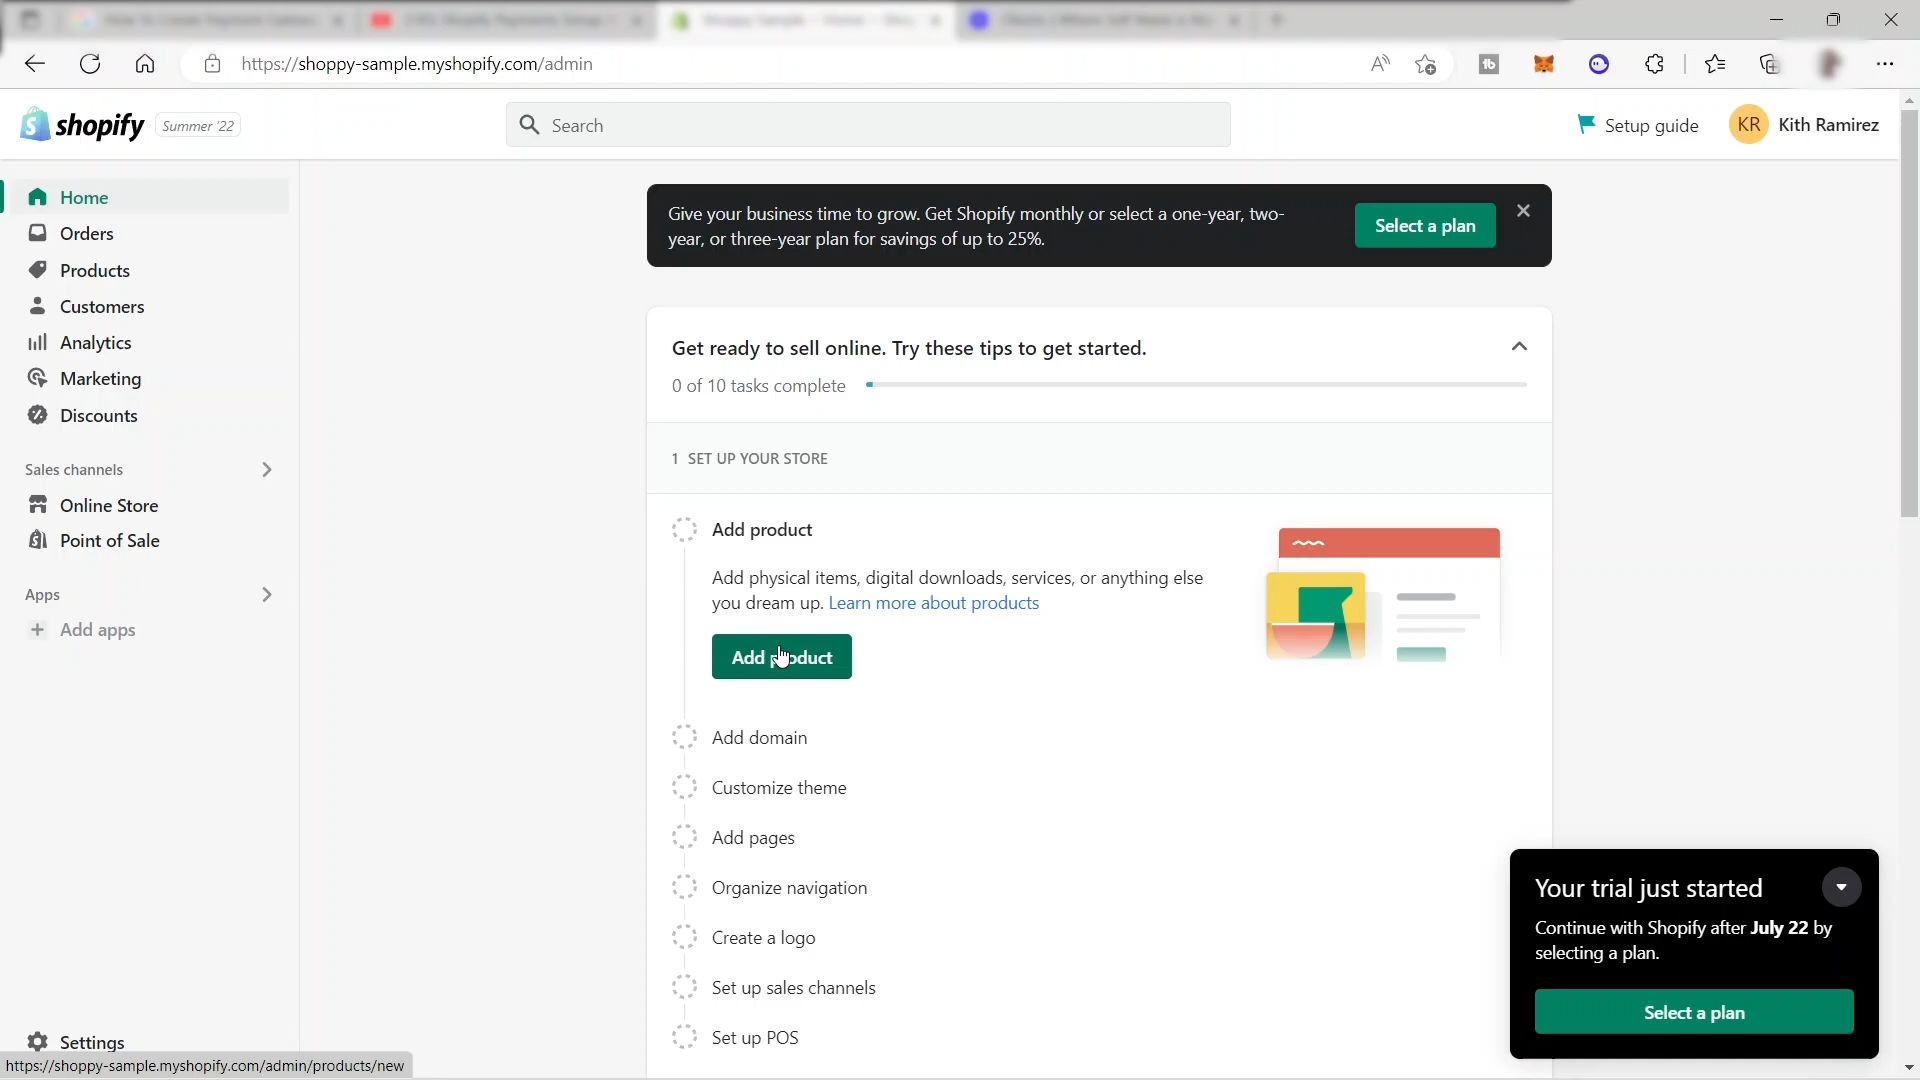 https://shoppy-sample.myshopify.com/admin
shopify
Summer '22
Search
Setup guide
KR
Kith Ramirez
Home
Orders
Products
Customers
Analytics
Marketing
Discounts
Sales channels
Online Store
Point of Sale
Apps
Add apps
Settings
Give your business time to grow. Get Shopify monthly or select a one-year, two-
year, or three-year plan for savings of up to 25%.
Select a plan
Get ready to sell online. Try these tips to get started.
0 of 10 tasks complete
1 SET UP YOUR STORE
Add product
Add physical items, digital downloads, services, or anything else
you dream up. Learn more about products
Add product
Add domain
Customize theme
Add pages
Organize navigation
Create a logo
Set up sales channels
Set up POS
Your trial just started
Continue with Shopify after July 22 by
selecting a plan.
Select a plan
https://shoppy-sample.myshopify.com/admin/products/new